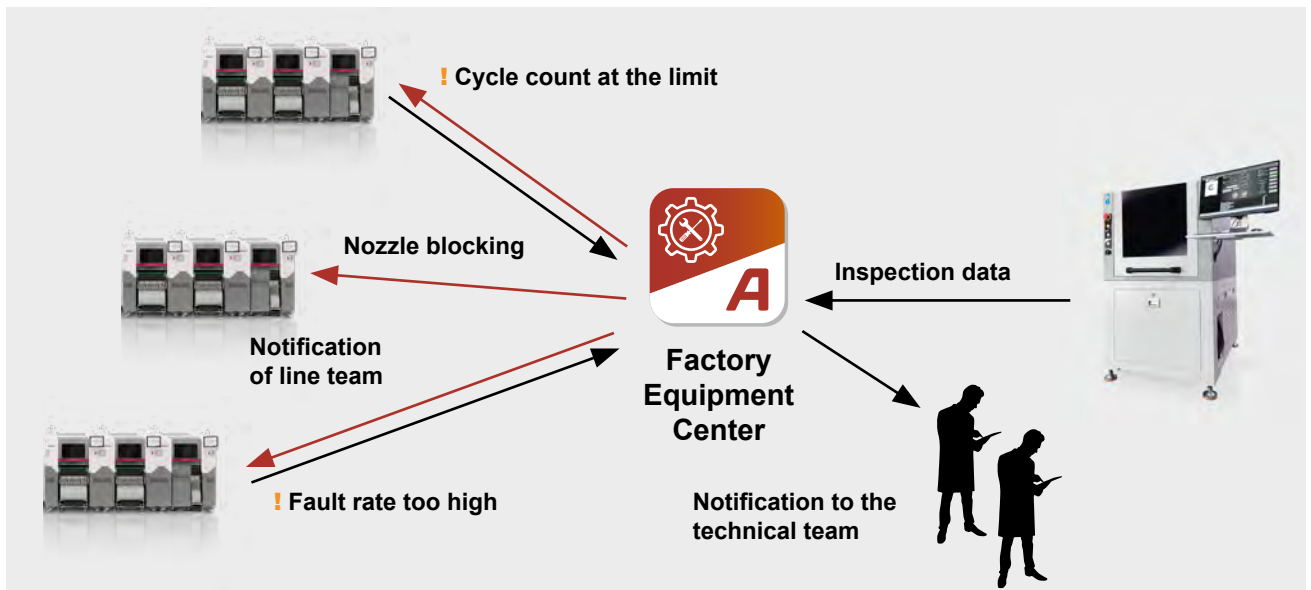 ! Cycle count at the limit
Nozzle blocking
Inspection data
Notification
of line team
A
Factory
Equipment
Center
! Fault rate too high
Notification to the
technical team